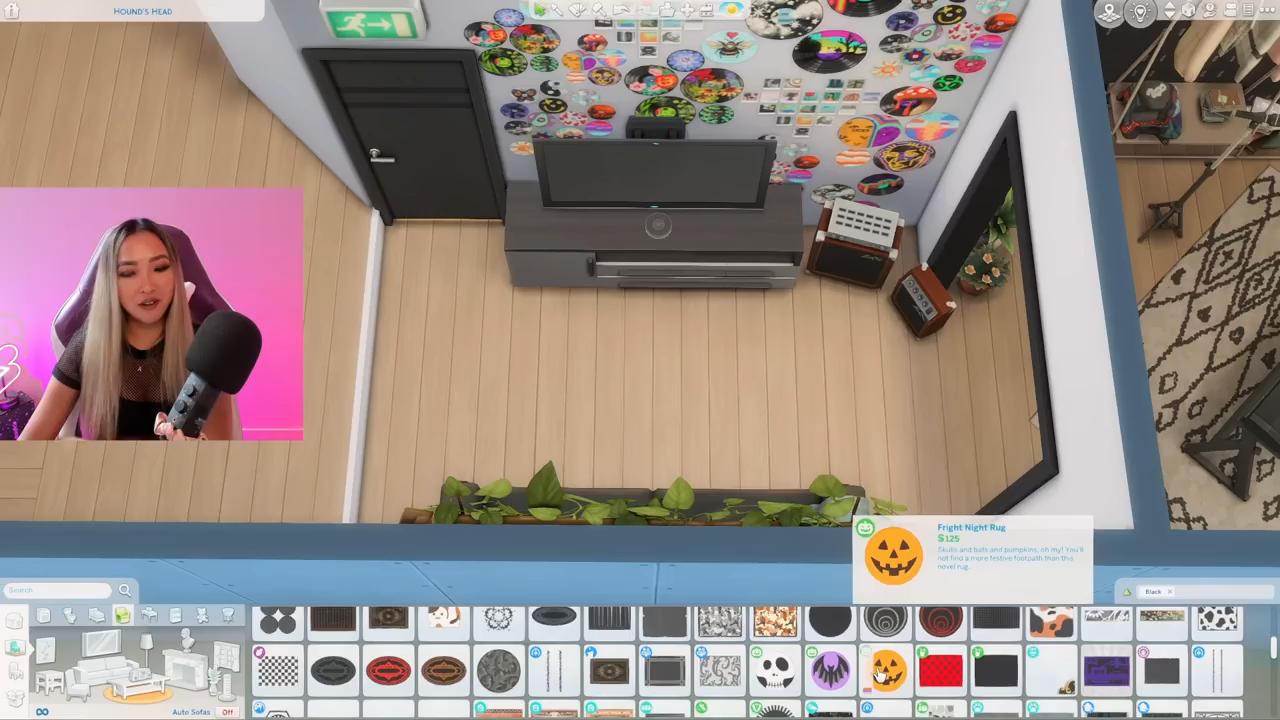 HOUND'S HEAD
Fright Night Rug
$125
Skulls and bats and pumpkins, oh my! You'll
not find a more festive footpath than this
novel rug.
Search
Black
Auto Sofas
Off